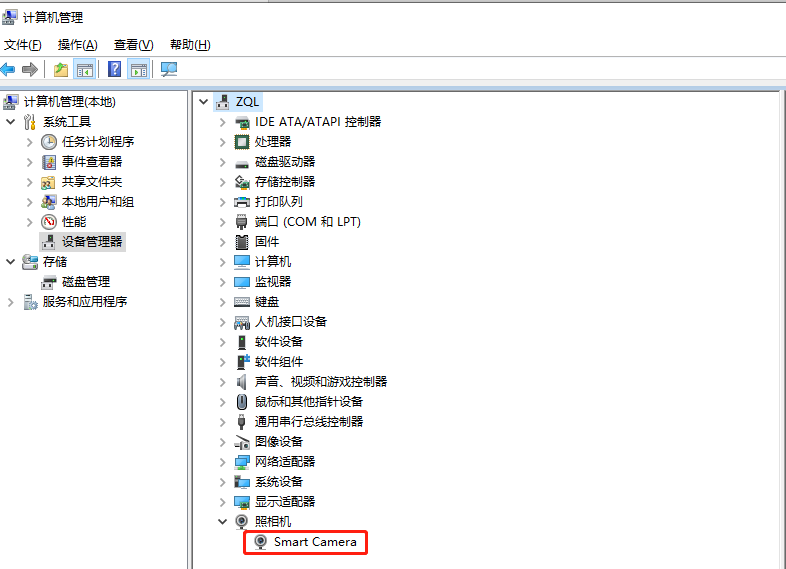 计算机管理
文件(F) 操作(A) 查看(V) 帮助(H)
计算机管理(本地)
系统工具
任务计划程序
事件查看器
共享文件夹
本地用户和组
性能
设备管理器
存储
磁盘管理
服务和应用程序
ZQL
IDE ATA/ATAPI 控制器
处理器
磁盘驱动器
存储控制器
打印队列
端口 (COM 和 LPT)
固件
计算机
监视器
键盘
人机接口设备
软件设备
软件组件
声音、视频和游戏控制器
鼠标和其他指针设备
通用串行总线控制器
图像设备
网络适配器
系统设备
显示适配器
照相机
Smart Camera